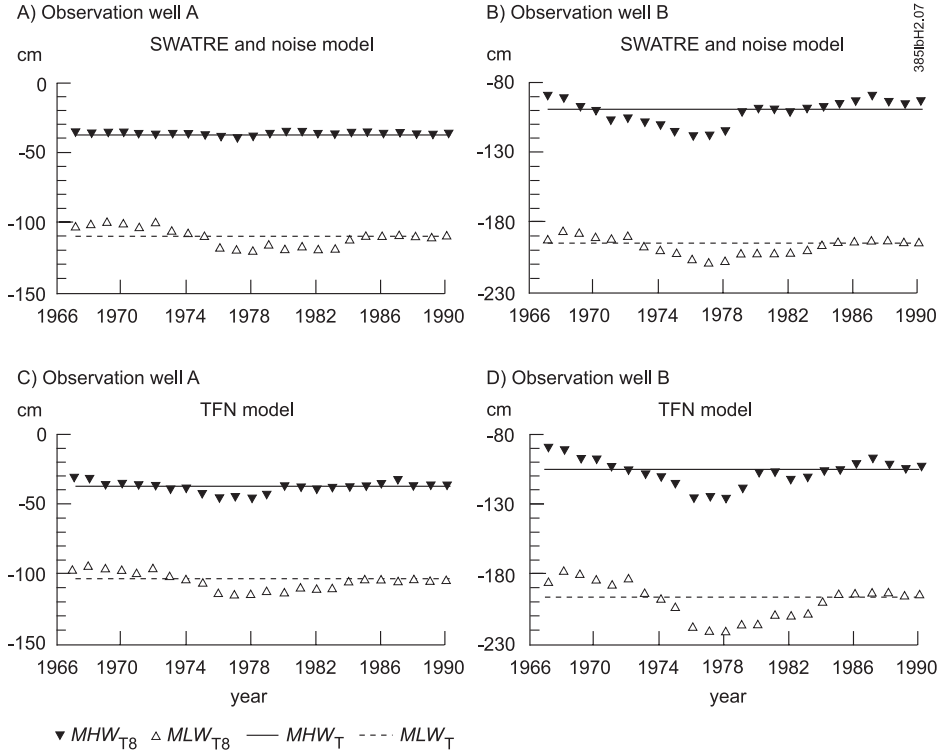 A) Observation well A
SWATRE and noise model
cm
0
-50
-100
-150
1966 1970 1974 1978 1982 1986 1990
B) Observation well B
SWATRE and noise model
385lbH2.07
cm
-80
-130
-180
-230
1966 1970 1974 1978 1982 1986 1990
C) Observation well A
TFN model
cm
0
-50
-100
-150
1966 1970 1974 1978 1982 1986 1990
year
D) Observation well B
TFN model
cm
-80
-130
-180
-230
1966 1970 1974 1978 1982 1986 1990
year
MHWT8 MLWT8 MHWT MLWT